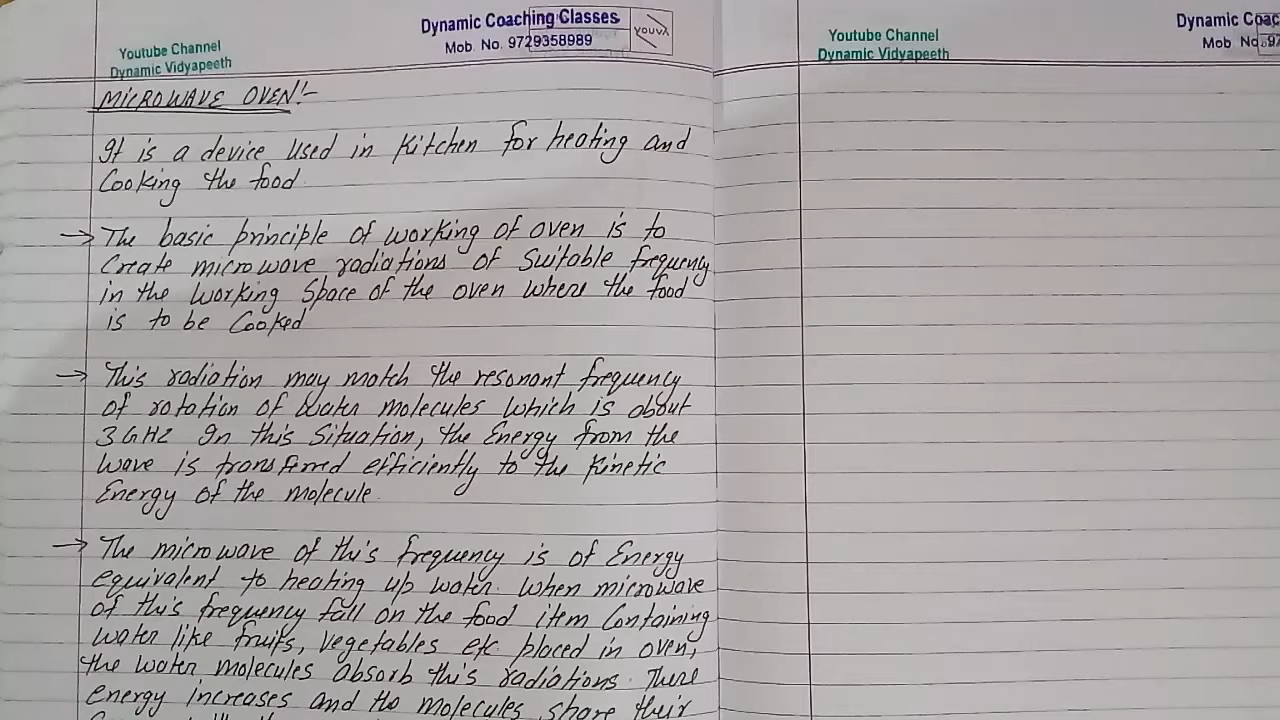 Youtube Channel
Dynamic Vidyapeeth
Dynamic Coaching Classes
Mob. No. 9729358989
youva
MICROWAVE OVEN!-
It is a device used in Kitchen for heating and
Cooking the food.
→ The basic principle of working of oven is to
Create microwave radiations of Suitable frequency
in the working Space of the oven where the food
is to be Cooked
→ This radiation may match the resonant frequency
of rotation of water molecules which is about
3 GHz In this Situation, the Energy from the
wave is transferred efficiently to the Kinetic
Energy of the molecule.
→ The microwave of this frequency is of Energy
equivalent to heating up water. When microwave
of this frequency fall on the food item Containing
water like fruits, vegetables etc. placed in oven,
the water molecules absorb this radiations. There
energy increases and the molecules share their
Youtube Channel
Dynamic Vidyapeeth
Dynamic Coac
Mob No 97